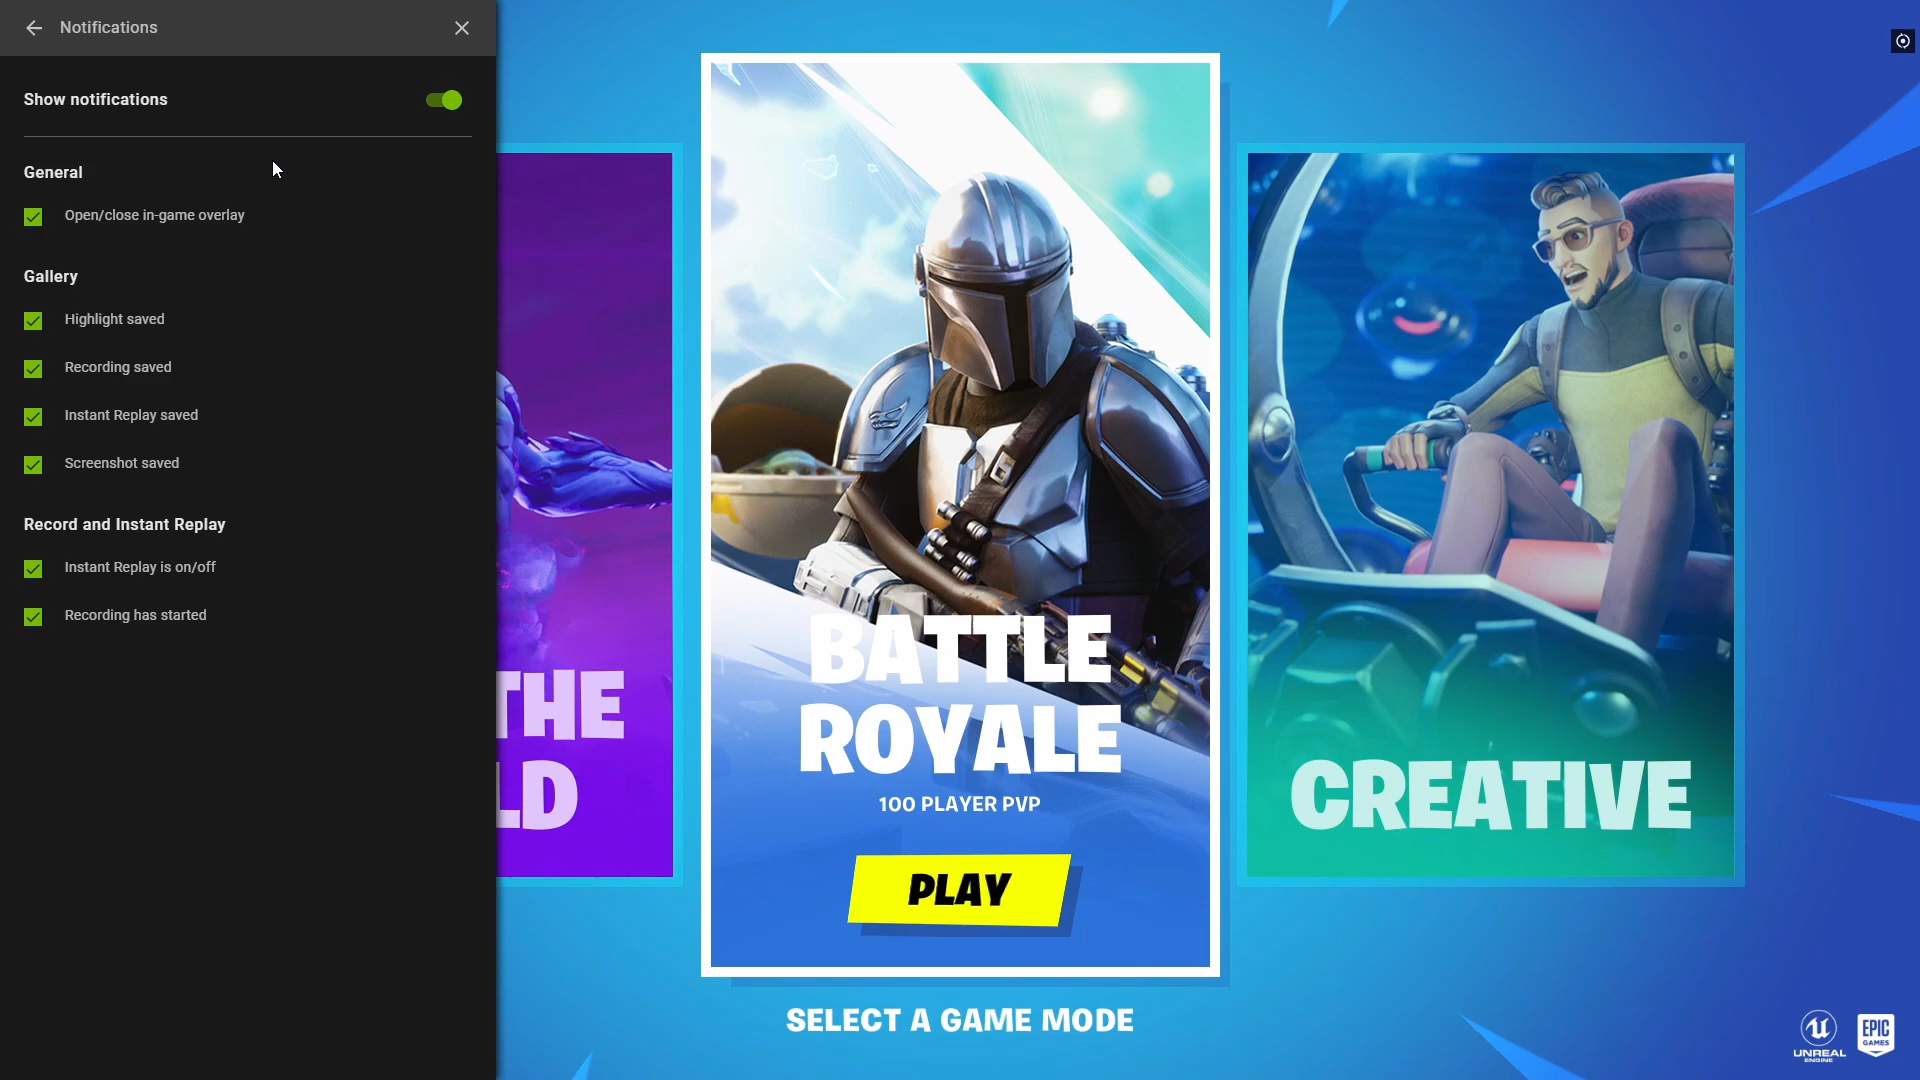 Notifications
Show notifications
General
Open/close in-game overlay
Gallery
Highlight saved
Recording saved
Instant Replay saved
Screenshot saved
Record and Instant Replay
Instant Replay is on/off
Recording has started
THE
LD
BATTLE
ROYALE
100 PLAYER PVP
PLAY
CREATIVE
SELECT A GAME MODE
UNREAL
ENGINE
EPIC
GAMES